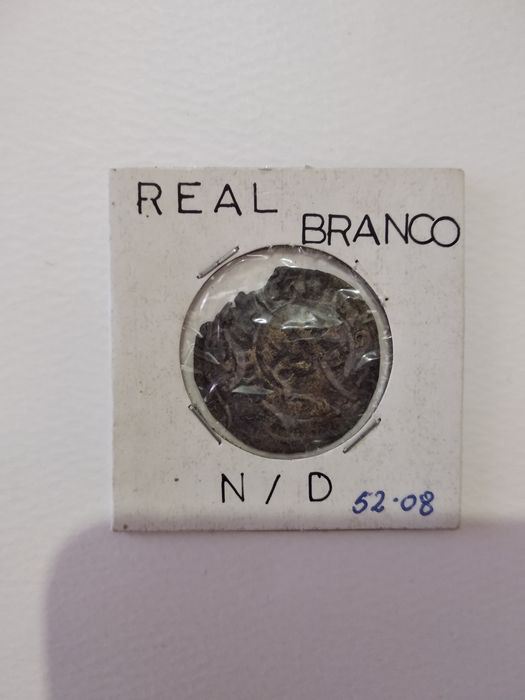 REAL
BRANCO
N / D
52.08